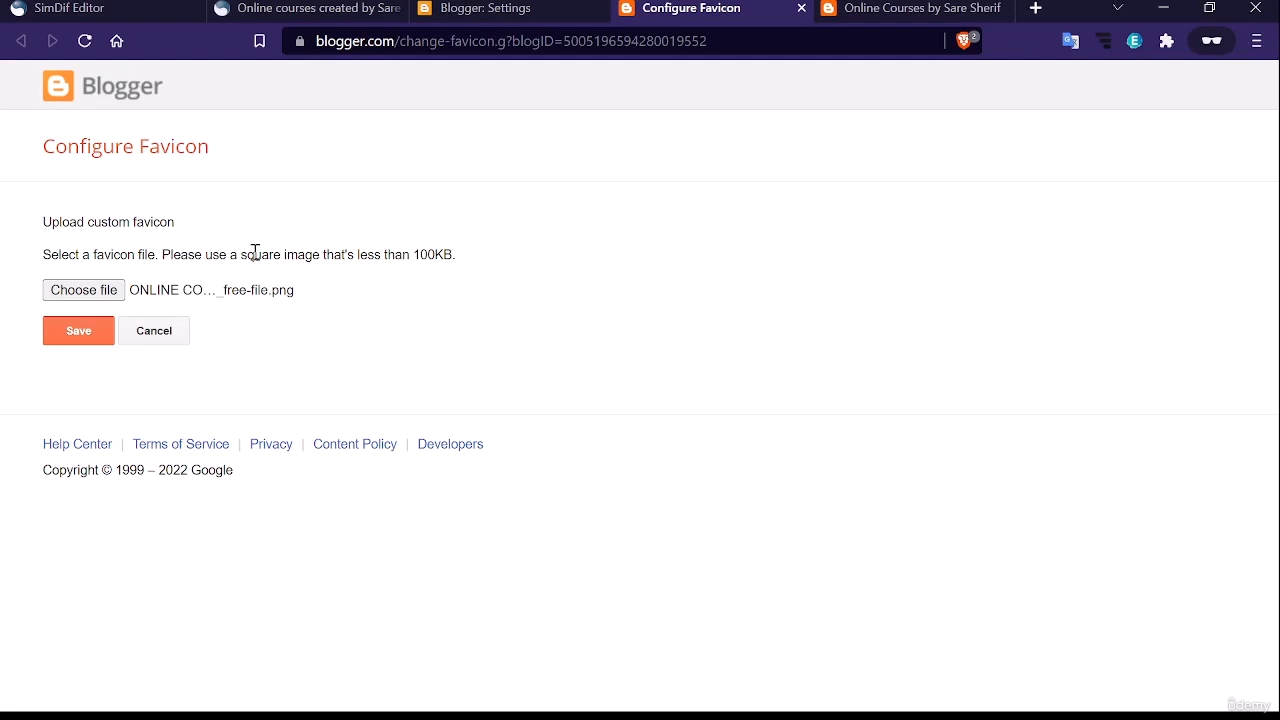 SimDif Editor
Online courses created by Sare
Blogger: Settings
Configure Favicon
Online Courses by Sare Sherif
blogger.com/change-favicon.g?blogID=5005196594280019552
2
E
Blogger
Configure Favicon
Upload custom favicon
Select a favicon file. Please use a square image that's less than 100KB.
Choose file ONLINE CO…_free-file.png
Save Cancel
Help Center | Terms of Service | Privacy | Content Policy | Developers
Copyright © 1999 – 2022 Google
ûdemy